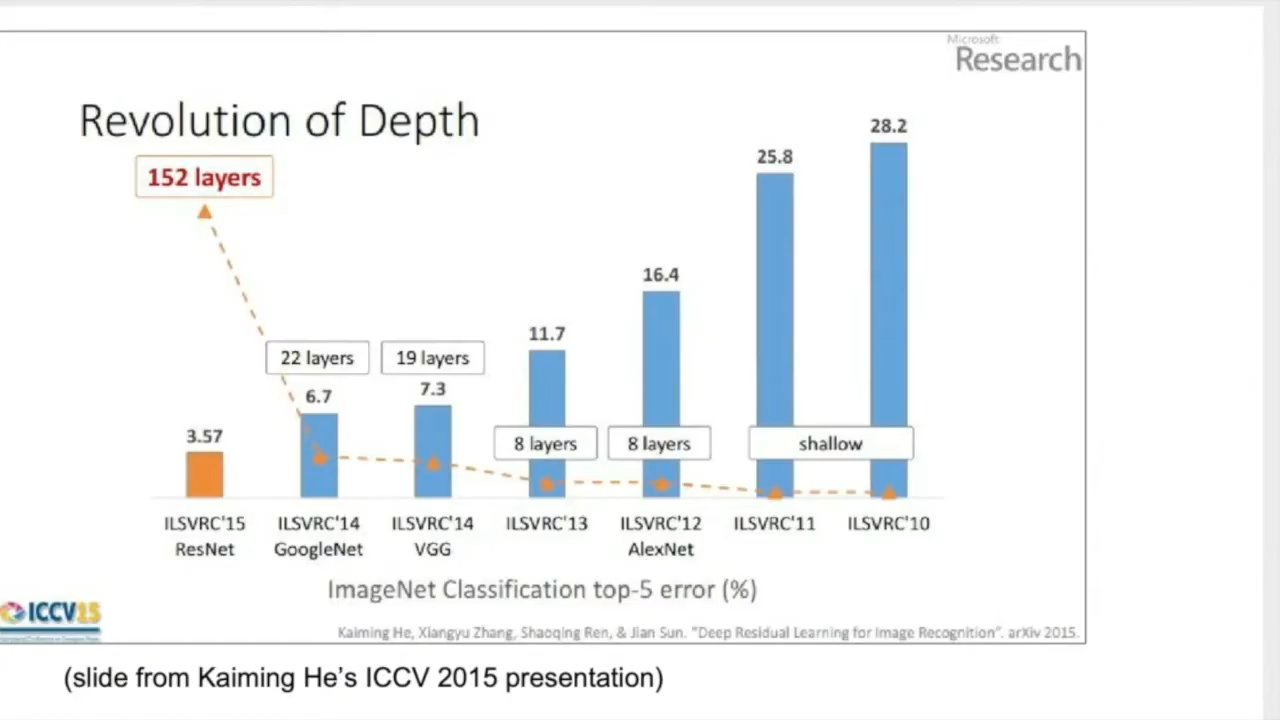 Microsoft
Research
Revolution of Depth
152 layers
28.2
25.8
16.4
11.7
22 layers
19 layers
6.7
7.3
3.57
8 layers
8 layers
shallow
ILSVRC'15
ResNet
ILSVRC'14
GoogleNet
ILSVRC'14
VGG
ILSVRC'13
ILSVRC'12
AlexNet
ILSVRC'11
ILSVRC'10
ImageNet Classification top-5 error (%)
ICCV15
Kaiming He, Xiangyu Zhang, Shaoqing Ren, & Jian Sun. "Deep Residual Learning for Image Recognition". arXiv 2015.
(slide from Kaiming He's ICCV 2015 presentation)